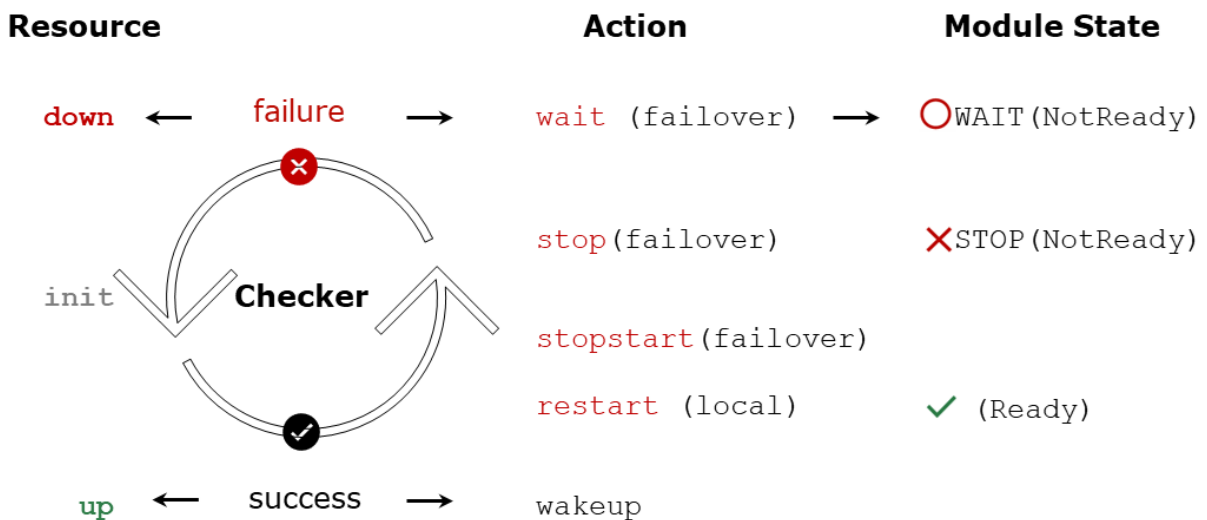 Resource Action Module State
down failure wait (failover) WAIT(NotReady)
stop(failover) STOP(NotReady)
init Checker
stopstart(failover)
restart (local) (Ready)
up success wakeup